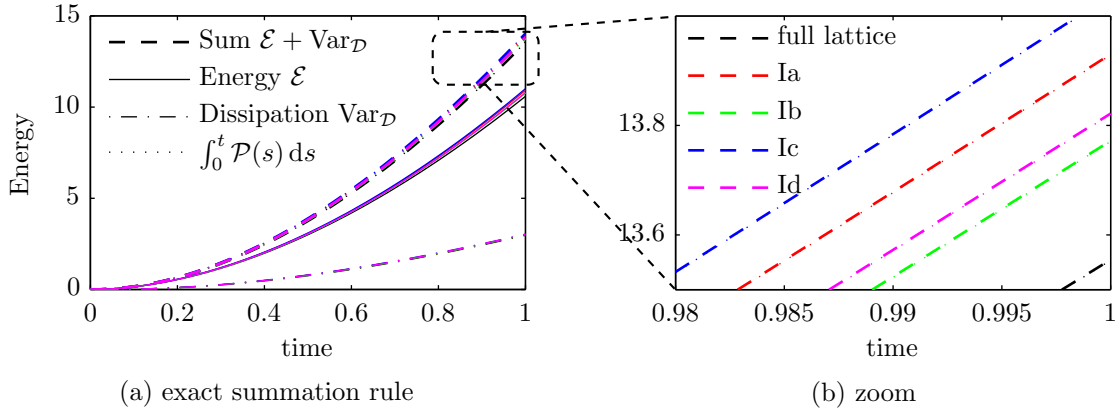 15
10
5
0
Energy
Sum ℰ + Var_𝒟
Energy ℰ
Dissipation Var_𝒟
∫₀ᵗ 𝒫(s) ds
0 0.2 0.4 0.6 0.8 1
time
(a) exact summation rule
13.8
13.6
full lattice
Ia
Ib
Ic
Id
0.98 0.985 0.99 0.995 1
time
(b) zoom